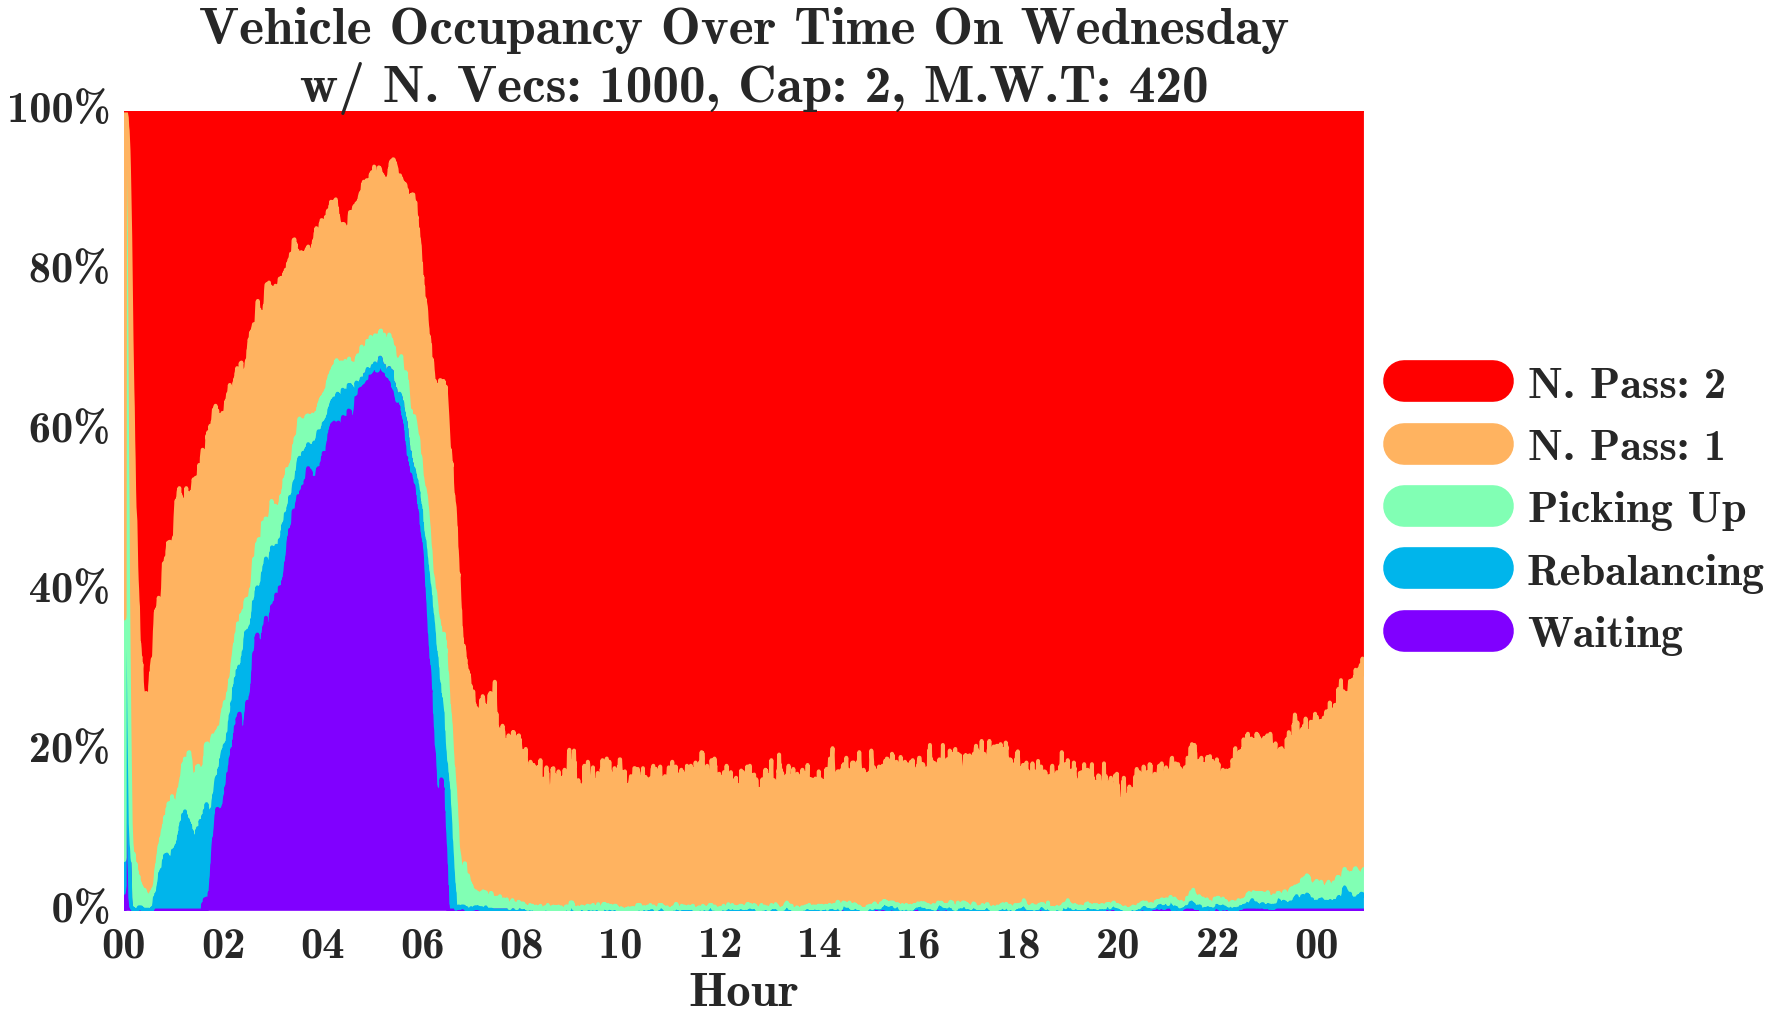 Vehicle Occupancy Over Time On Wednesday
w/ N. Vecs: 1000, Cap: 2, M.W.T: 420
100%
80%
60%
40%
20%
0%
00 02 04 06 08 10 12 14 16 18 20 22 00
Hour
N. Pass: 2
N. Pass: 1
Picking Up
Rebalancing
Waiting